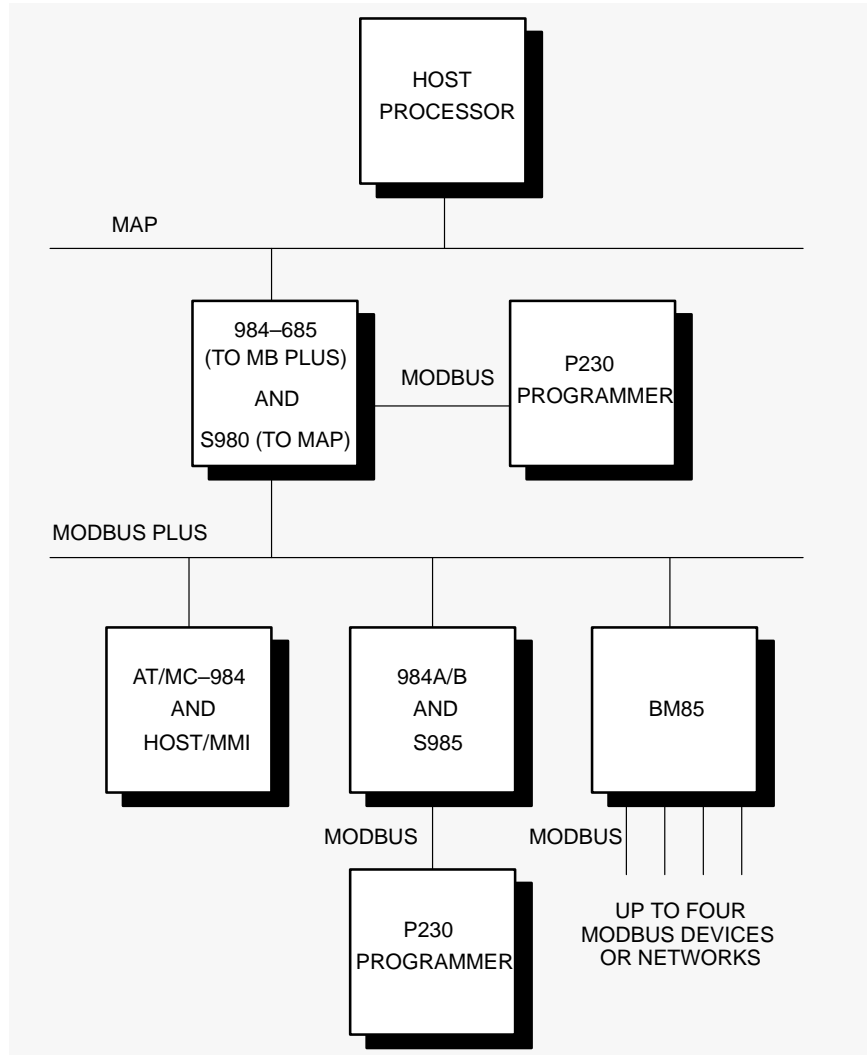 HOST
PROCESSOR
MAP
984–685
(TO MB PLUS)
AND
S980 (TO MAP)
MODBUS
P230
PROGRAMMER
MODBUS PLUS
AT/MC–984
AND
HOST/MMI
984A/B
AND
S985
BM85
MODBUS
MODBUS
P230
PROGRAMMER
UP TO FOUR
MODBUS DEVICES
OR NETWORKS